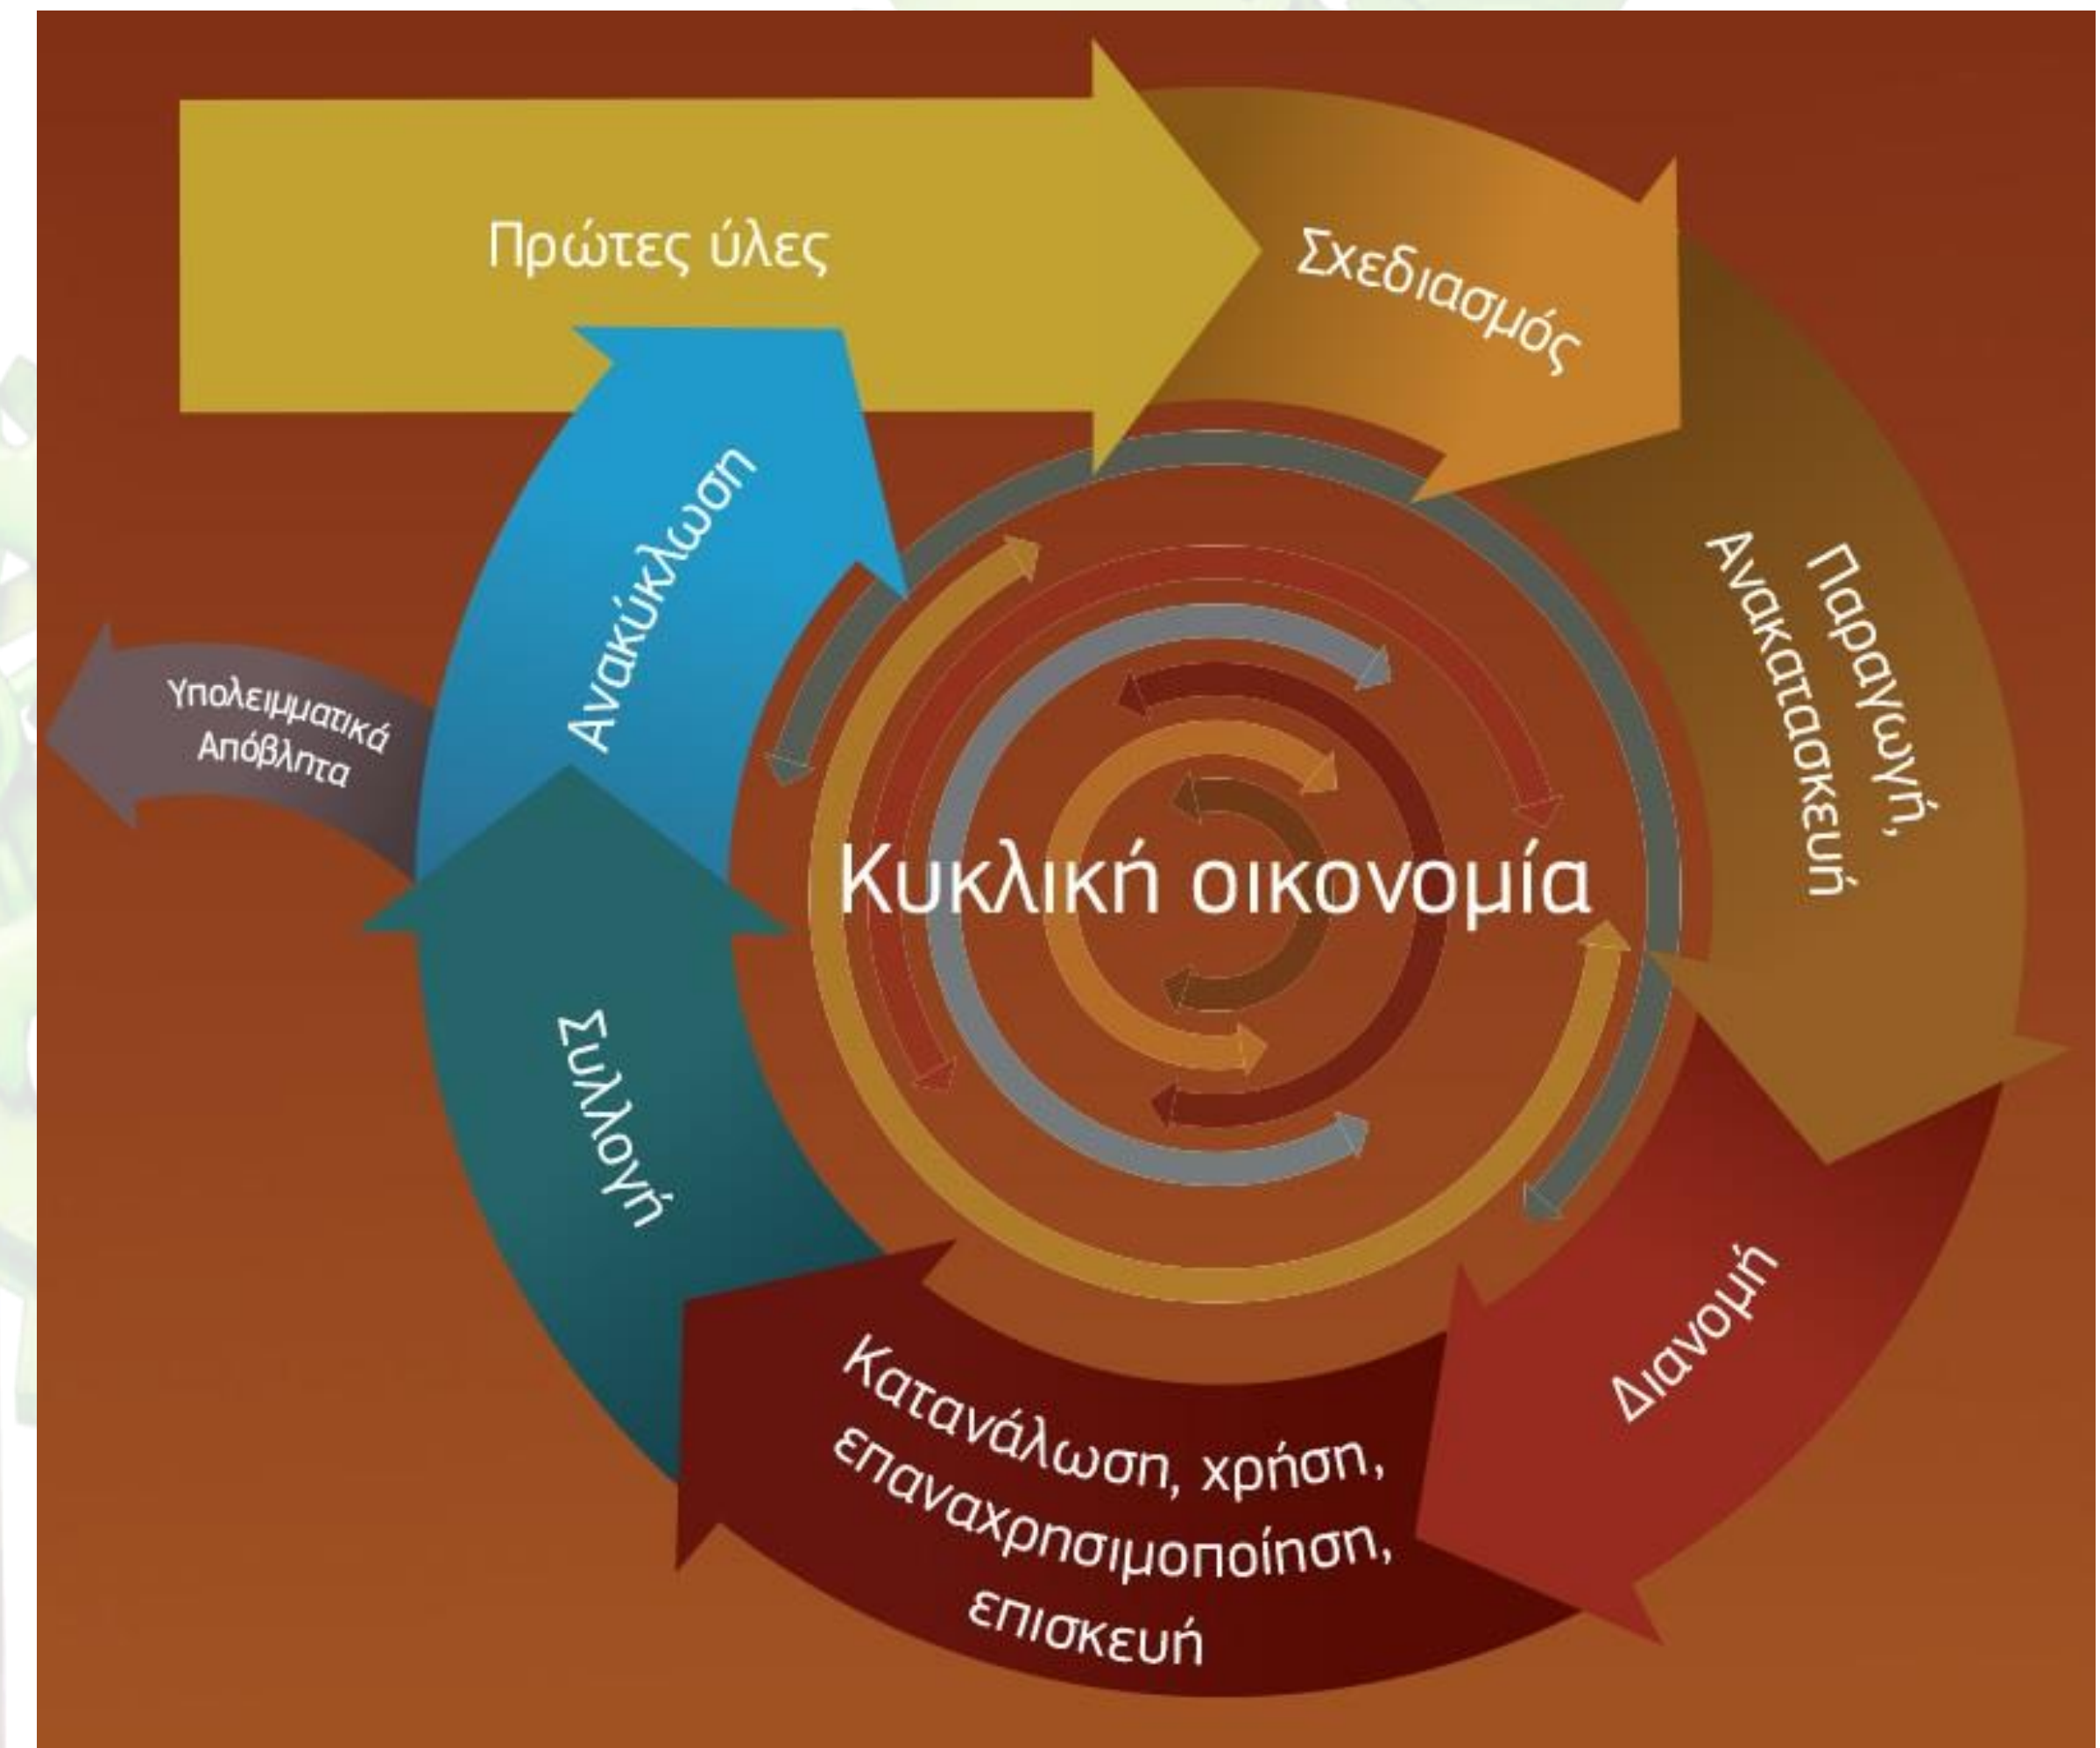 Πρώτες ύλες
Σχεδιασμός
Παραγωγή,
Ανακατασκευή
Διανομή
Κατανάλωση, χρήση,
επαναχρησιμοποίηση,
επισκευή
Συλλογή
Ανακύκλωση
Υπολειμματικά
Απόβλητα
Κυκλική οικονομία